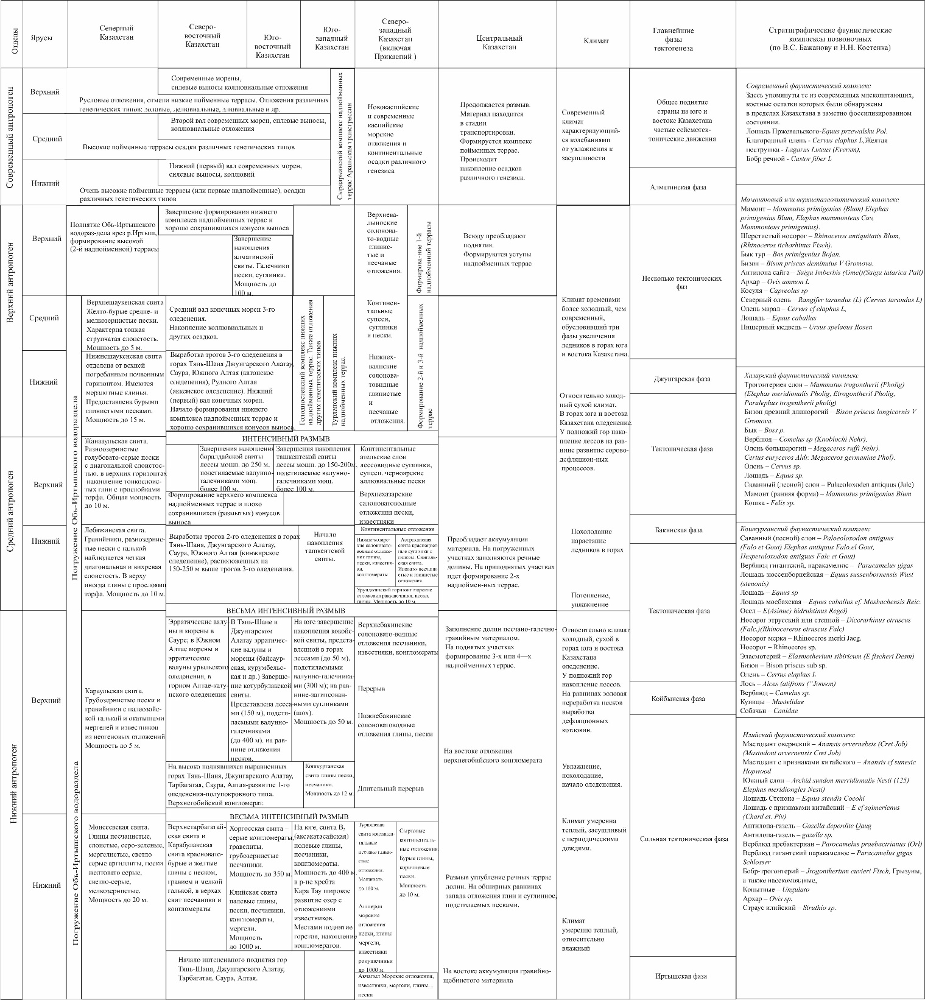 Отделы
Ярусы
Северный
Казахстан
Северо-
восточный
Казахстан
Юго-
восточный
Казахстан
Юго-
западный
Казахстан
Северо-
западный
Казахстан
(включая
Прикаспий )
Центральный
Казахстан
Климат
Главнейшие
фазы
тектогенеза
Стратиграфические фаунистические
комплексы позвоночных
(по В.С. Бажанову и Н.Н. Костенка)
Современный антропоген
Верхний
Современные морены,
силевые выносы коллювиальные отложения
Русловые отложения, отмели низкие пойменные террасы. Отложения различных
генетических типов: эоловые, делювиальные, элювиальные и др.
Средний
Второй вал современных морен, силевые выносы,
коллювиальные отложения
Высокие пойменные террасы осадки различных генетических типов
Нижний
Нижний (первый) вал современных морен,
силевые выносы, коллювий
Очень высокие пойменные террасы (или первые надпойменные), осадки
различных генетических типов
Сырдарьинский комплекс надпойменных
террас Аральская трансгрессия
Новокаспийские
и современные
каспийские
морские
отложения и
континентальные
осадки различного
генезиса
Продолжается размыв.
Материал находится
в стадии
транспортировки.
Формируется комплекс
пойменных террас.
Происходит
накопление осадков
различного генезиса.
Современный
климат
характеризующий-
ся колебаниями
от увлажнения к
засушливости
Общее поднятие
страны на юге и
востоке Казахстана
частые сейсмотек-
тонические движения
Алматинская фаза
Современный фаунистический комплекс
Здесь упомянуты те из современных млекопитающих,
костные остатки которых были обнаружены
в пределах Казахстана в заметно фоссилизированном
состоянии.
Лошадь Пржевальского-Equus przewalsku Pol.
Благородный олень - Cervus elaphus L,Желтая
пеструшка - Lagarus Luteus (Eversm),
Бобр речной - Castor fiber L
Верхний антропоген
Верхний
Поднятие Обь-Иртышского
водораз-дела врез р.Иртыш,
формирование высокой
(2-й надпойменной) террасы
Завершение формирования нижнего
комплекса надпойменных террас и
хорошо сохранившихся конусов выноса
Завершение
накопления
алматинской
свиты. Галечники
пески, суглинки.
Мощность до
100 м.
Верхнева-
лыноские
солонова-
то-водные
глинис-
тые и
песчаные
отложения.
Формирова-ние 1-й
надпойменной террасы
Всюду преобладают
поднятия.
Формируются уступы
надпойменных террас
Средний
Верхнешаукенская свита
Желто-бурые средне- и
мелкозернистые пески.
Характерна тонкая
струйчатая слоистость.
Мощность до 5 м.
Средний вал конечных морен 3-го
оледенения.
Накопление коллювиальных и
других осадков.
Континен-
тальные
супеси,
суглинки
и пески.
Нижний
Нижнешаукенская свита
отделена от вехней
погребанным почвенным
горизонтом. Имеются
мерзлотные клинья.
Предоставлена бурыми
глинистыми песками.
Мощность до 15 м.
Выработка трогов 3-го оледенения в
горах Тянь-Шаня Джунгарского Алатау,
Саура, Южного Алтая (катонское
оледенения), Рудного Алтая
(аккемское оледенение). Нижний
(первый) вал конечных морен.
Начало формирования нижнего
комплекса надпойменных террас и
хорошо сохранившихся конусов выноса.
Голодностепский комплекс нижних
надпойменных террас. Также отложения
других генетических типов
Турланский комплекс нижних
надпойменных террас.
Нижнех-
валнские
солонова-
товидные
глинистые
и
песчаные
отложения.
Формирование 2-й и 3-й надпойменных
террас
Климат временами
более холодный, чем
современный,
обусловивший три
фазы увеличения
ледников в горах юга
и востока Казахстана.
Относительно холод-
ный сухой климат.
В горах юга и востока
Казахстана оледенение.
У подножий гор нако-
пление лессов на рав-
нине развитие сорово-
дефляцион-ных
процессов.
Несколько тектонических
фаз
Джунгарская фаза
Тектоническая фаза
Мамонтовый или верхнепалеолитический комплекс
Мамонт – Mammutus primigenius (Blum) Elephas
primigenius Blum, Elephas mammonteus Cuv,
Mammonteus primigenius).
Шерстистый носорог – Rhinoceros antiquitatis Blum,
(Rhinoceros tichorhinus Fisch).
Бык тур – Bos primigenius Bojan.
Бизон – Bison priscus deminutus V Gromova.
Антилопа сайга – Saiga Imberbis (Gmel)(Saiga tatarica Pall)
Архар – Ovis ammon L
Косуля – Capreolus sp
Северный олень – Rangifer tarandus (L) (Cervus tarandus L)
Олень марал – Cervus cf elaphus L,
Лошадь – Equus caballus
Пищерный медведь – Ursus spelaeus Rosen
Хазарский фаунистический комплекс
Трогонтериев слон – Mammutus trogontherii (Pholig)
(Elephas meridionalis Pholig, Etrogontheril Pholig,
Paralephus trogentherii pholig)
Бизон древний длинорогий – Bison priscus longicornis V
Gromova.
Бык – Boss p.
Верблюд – Comelus sp (Knoblochi Nehr),
Олень большерогий – Megaceros ruffi Nehr).
Certus euryceros Aldr. Megaceros germaniae Phol).
Олень – Cervus sp.
Лошадь – Equus sp.
Саванный (лесной) слон – Palaeoloxoden antiquus (Jalc)
Мамонт (ранняя форма) – Mammutus primigenius Bium
Кошка - Felis sp.
Погружение Обь-Иртышского водораздела
Средний антропоген
Верхний
Жанааульская свита.
Разноозернистые
голубовато-серые пески
с диагональной слоистос-
тью. в верхних горизонтах
накопление тонкослоис-
тых глин с прослойками
торфа. Общая мощность
до 10 м.
ИНТЕНСИВНЫЙ РАЗМЫВ
Завершения накопления
боралдайской свиты
лессы мощн. до 250 м,
подстилаемые валунно-
галечниками мощ.
более 100 м.
Завершения накопления
ташкентской свиты
лессы мощн. до 150-200м,
подстилаемые валунно-
галечниками мощ.
более 100 м.
Формирование верхнего комплекса
надпойменных террас и плохо
сохранившихся (размытых) конусов
выноса
Континентальные
ательские слои
лессовидные суглинки,
супеси, черноярские
аллювиальные пески
Верхнехазарские
салоноватоводные
отложения пески,
известняки
Нижний
Лебяжинская свита.
Гравийники, разнозернис-
тые пески с галькой
наблюдается четкая
диагональная и вихревая
слоистость. В верху
иногда глины с прослоями
торфа. Мощность до 10 м.
Выработка трогов 2-го оледенения в горах
Тянь-Шаня, Джунгарского Алатау,
Саура, Южного Алтая (кинжирское
оледенение), расположенных на
150-250 м выше трогов 3-го оледенения.
Начало
накопления
ташкентской
свиты.
Континентальные отложения
Нижне-хозарс-
кие салоновато-
водные отложе-
ния глины,
пески, известня-
ки,
конгломераты
Астраханская
свита красноцвет-
ные суглинки с
гипсом. Сингиль-
ская свита.
Иловато-песчани-
стые и глинистые
отложения.
Урунджикский горизонт морские
отложения ракушечники, пески,
глины. Мощность до 10 м.
Преобладает аккумуляция
материала. На погруженных
участках заполняются речные
долины. На приподнятых участках
идет формирование 2-х
надпоймен-ных террас.
Похолодание
нарастание
ледников в горах
Потепление,
увлажнение
Бакинская фаза
Тектоническая фаза
Кошкурганский фаунистический комплекс
Саванный (лесной) слон – Paloeoloxodon antiguus
(Falo et Gout) Elephas antiquus Falo.el Gout,
Hesperoloxodon antiguus Falc et Gout)
Верблюд гигантский, паракамелюс – Paracamelus gigas
Лошадь зюссенборнейская – Equus sussenbornensis Wust
(stenonis)
Лошадь – Equus sp
Лошадь мосбахская – Equus caballus cf. Mosbachensis Reic.
Осел – E(Asinuc) hidruhtinus Regel)
Носорог этрусский или степной – Dicerarhinus etruscus
(Falc.)(Rhinocereros etruscus Falc)
Носорог мерка – Rhinoceros merki Jaeg.
Носорог – Rhinoceros sp.
Эласмотерий – Elasmotherium sibiricum (E fischeri Desm)
Бизон – Bison priscus sub sp.
Олень – Certus elaphus L
Лось – Alces (atifrons (“Jonson)
Верблюд – Camelus sp.
Куницы – Mustelidae
Собачьи – Canidae
Нижний антропоген
Верхний
Погружение Обь-Иртышского водораздела
Караульская свита.
Грубозернистые пески и
гравийники с палеозойс-
кой галькой и окатышами
мергелей и известняков
из неогеновых отложений
Мощность до 5 м.
ВЕСЬМА ИНТЕНСИВНЫЙ РАЗМЫВ
Эрратические валу-
ны и морены в
Сауре; в Южном
Алтае морены и
эрратические
валуны урыльского
оледенения, в
горном Алтае-кату-
нского оледенения
В Тянь-Шане и
Джунгарском
Алатау эрратичес-
кие валуны и
морены (байсаур-
ская, курумбельс-
кая и др.) Заверше-
ние котурбулакской
свиты.
Представлена лесса-
ми (150 м), подсти-
лаемыми валунно-
галечниками
(до 400 м). на рав-
нине отложения
песков.
На юге завершение
накопления кокойс-
кой свиты, предста-
вленной в горах
лессами (до 50 м),
подстилаемыми
валунно-галечника-
ми (300 м); на рав-
нине-загипсован-
ными суглинками
(шох).
Мощность до 50 м.
На высоко поднявшихся выравненных
горах Тянь-Шаня, Джунгарского Алатау,
Тарбагатая, Саура, Алтая-развитие 1-го
оледенения-полупокровного типа.
Верхнегобийский конгломерат.
Кошкурганская
свита глины пески,
песчаники.
Мощность до 12 м.
Верхнебакинские
солоновато-водные
отложения песчаники,
известняки, конгломераты
Перерыв
Нижнебакинские
солоноватоводные
отложения глины, пески
Длительный перерыв
Заполнение долин песчано-галечно-
гравийным материалом.
На поднятых участках
формирование 3-х или 4—х
надпойменных террас.
На востоке отложения
верхнегобийского конгломерата
Относительно климат
холодный, сухой в
горах юга и востока
Казахстана
оледенение.
У подножий гор
накопление лессов.
На равнинах эоловая
переработка песков
выработка
дефляционных
котловин.
Увлажнение,
похолодание,
начало оледенения.
Койбынская фаза
Сильная тектоническая фаза
Илийский фаунистический комплекс
Мастодант овернский – Anansis orvernebsis (Cret Job)
(Mastodont arvernensis Cret Job)
Мастодант с признаками китайского – Anansis cf sunesic
Hopwood
Южный слон – Archid sundon merridionalis Nesti (125)
Elephas meridiongles Nesti)
Лошадь Стенона – Equus stendis Cocohi
Лошадь с признаками китайский – E cf sqimerienus
(Chard et. Piv)
Антилопа-газель – Gazella deperdite Qaug
Антилопа-газель – gazelle sp.
Верблюд пребактериан – Parocamelus praebactrianus (Orl)
Верблюд гигантский паракамелюс – Paracamelus gigas
Schlosser
Бобр-трогонтерий – Jrogontherium cuvieri Fisch, Грызуны,
а также насекомоядные,
Копытные – Ungulato
Архар – Ovis sp.
Страус илийский – Struthio sp.
Нижний
Моисеевская свита.
Глины песчанистые,
слоистые, серо-зеленые,
мергелистые, светло
серые аргиллиты, пески
желтовато серые,
светло-серые,
мелкозернистые.
Мощность до 20 м.
ВЕСЬМА ИНТЕНСИВНЫЙ РАЗМЫВ
Верхнетарбагатай-
ская свита и
Карабулакская
свита красновато-
бурые и желтые
глины с песком,
гравием и мелкой
галькой, в верхах
свит песчаники и
конгломераты
Хоргосская свита –
серые конгломераты,
гравелиты,
грубозернистые
песчаники.
Мощность до 350 м.
Клийская свита
палевые глины,
пески, песчаники,
конгломераты,
мергели.
Мощность
до 1000 м.
На юге, свита В,
(аксакатасайская)
полевые глины,
песчаники,
конгломераты.
Мощность до 400 м.
в р-не хребта
Кара Тау широкое
развитие озер с
отложениями
известников.
Местами поднятие
горстов, накопление
конгломератов.
Начало интенсивного поднятия гор
Тянь-Шаня, Джунгарского Алатау,
Тарбагатая, Саура, Алтая.
свита континен-
тальные
песчано глини-
стые
отложения.
Мощность
до 100 м.
Апшерон
морские
отложения
пески, глины
мергели,
известняки
рокушечники
до 1000 м.
Сыртовые
континенталь-
ные отложения
Бурые глины,
коричневые
пески.
Мощность
до 10 м.
Акчагыл Морские отложения,
известняки, мергели, глины. ,
пески
Размыв углубление речных террас
долин. На обширных равнинах
запада отложения глин и суглинное,
подстилаемых песками.
На востоке аккумуляция гравийно-
щебнистого материала
Климат умеренна
теплый, засушливый
с периодическими
дождями.
Климат
умеренно теплый,
относительно
влажный
Иртышская фаза